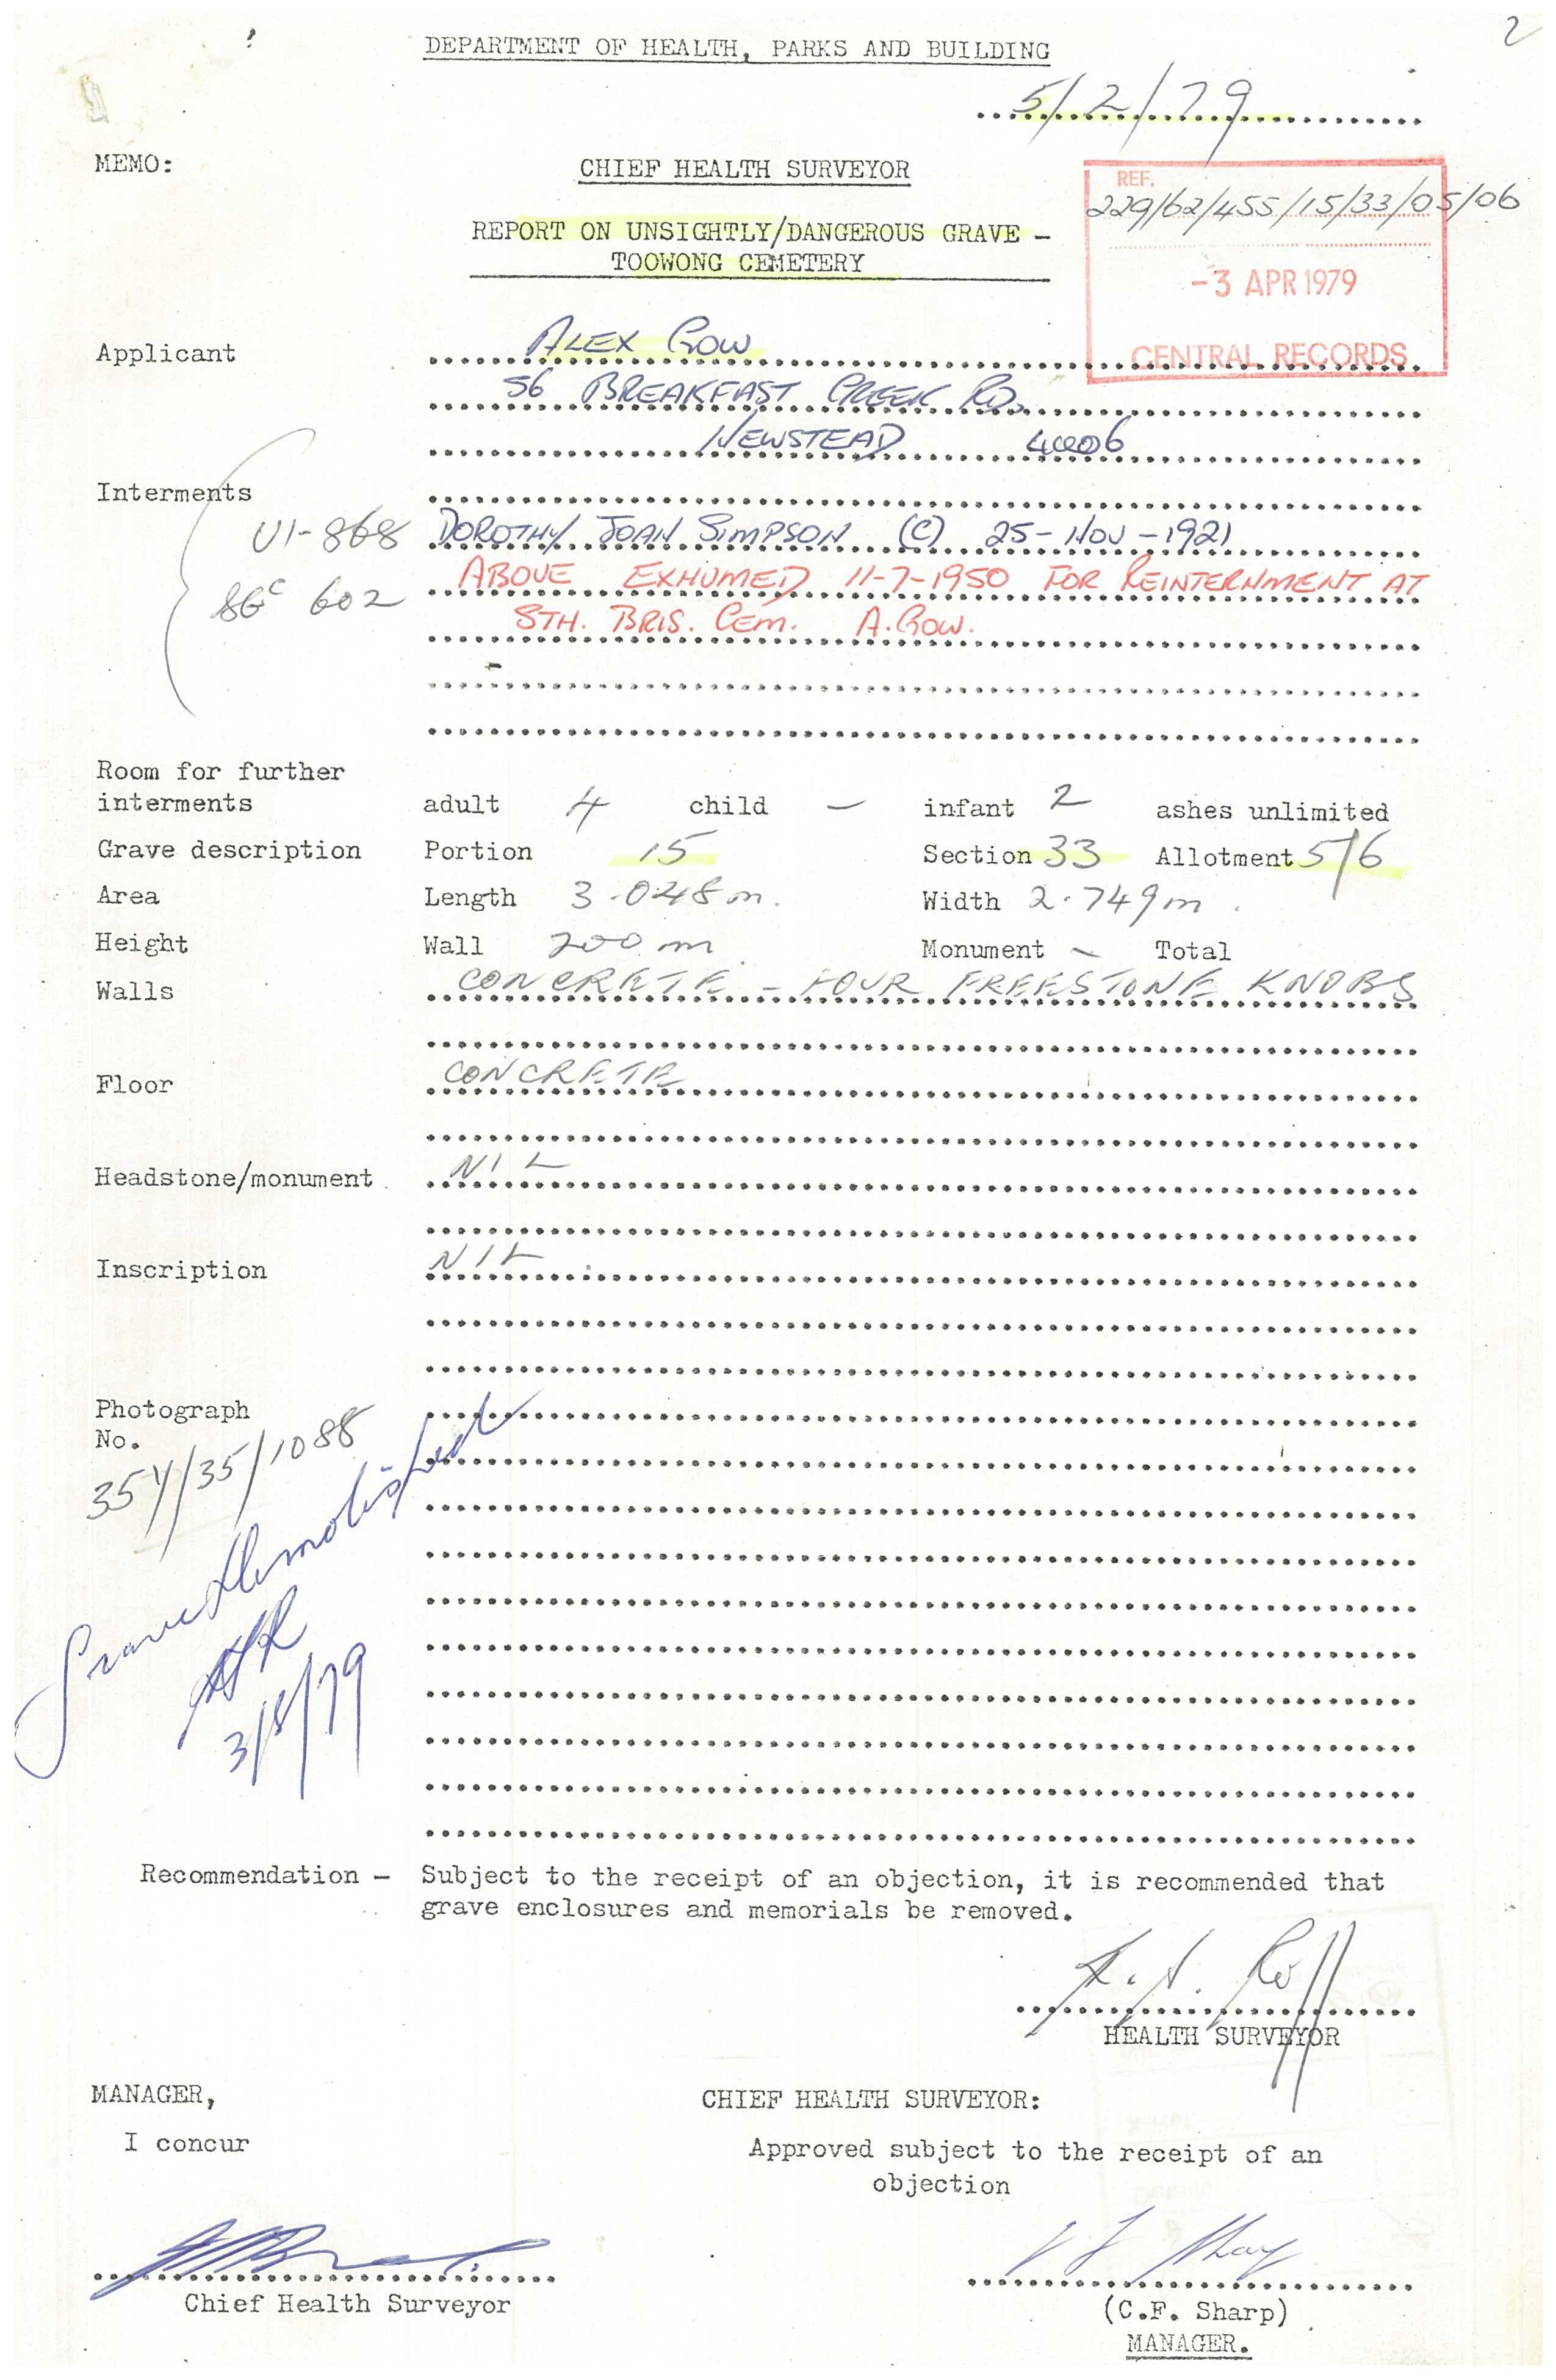 2
DEPARTMENT OF HEALTH, PARKS AND BUILDING
5/2/79
MEMO:
CHIEF HEALTH SURVEYOR
REPORT ON UNSIGHTLY/DANGEROUS GRAVE –
TOOWONG CEMETERY
REF.
229/62/455/15/33/05/06
-3 APR 1979
CENTRAL RECORDS
Applicant ALEX GOW
56 BREAKFAST CREEK RD.
NEWSTEAD 4006
Interments
U1-868 DOROTHY JOAN SIMPSON (C) 25-NOV-1921
602 ABOVE EXHUMED 11-7-1950 FOR REINTERNMENT AT
STH. BRIS. CEM. A. GOW.
Room for further
interments adult 4 child – infant 2 ashes unlimited
Grave description Portion 15 Section 33 Allotment 5/6
Area Length 3.048m. Width 2.749m.
Height Wall 200 m Monument – Total
Walls CONCRETE – FOUR FREESTONE KNOBS
Floor CONCRETE
Headstone/monument NIL
Inscription NIL
Photograph
No.
354/35/1088
Grave demolished
3/8/79
Recommendation – Subject to the receipt of an objection, it is recommended that
grave enclosures and memorials be removed.
HEALTH SURVEYOR
MANAGER, CHIEF HEALTH SURVEYOR:
I concur Approved subject to the receipt of an
objection
Chief Health Surveyor (C.F. Sharp)
MANAGER.